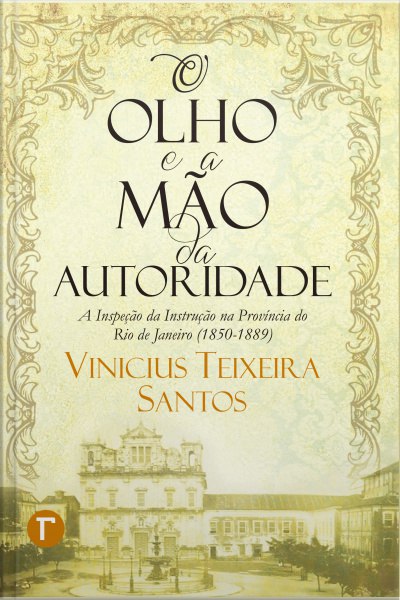 O
OLHO
e a
MÃO
da
AUTORIDADE
A Inspeção da Instrução na Província do
Rio de Janeiro (1850-1889)
VINICIUS TEIXEIRA
SANTOS